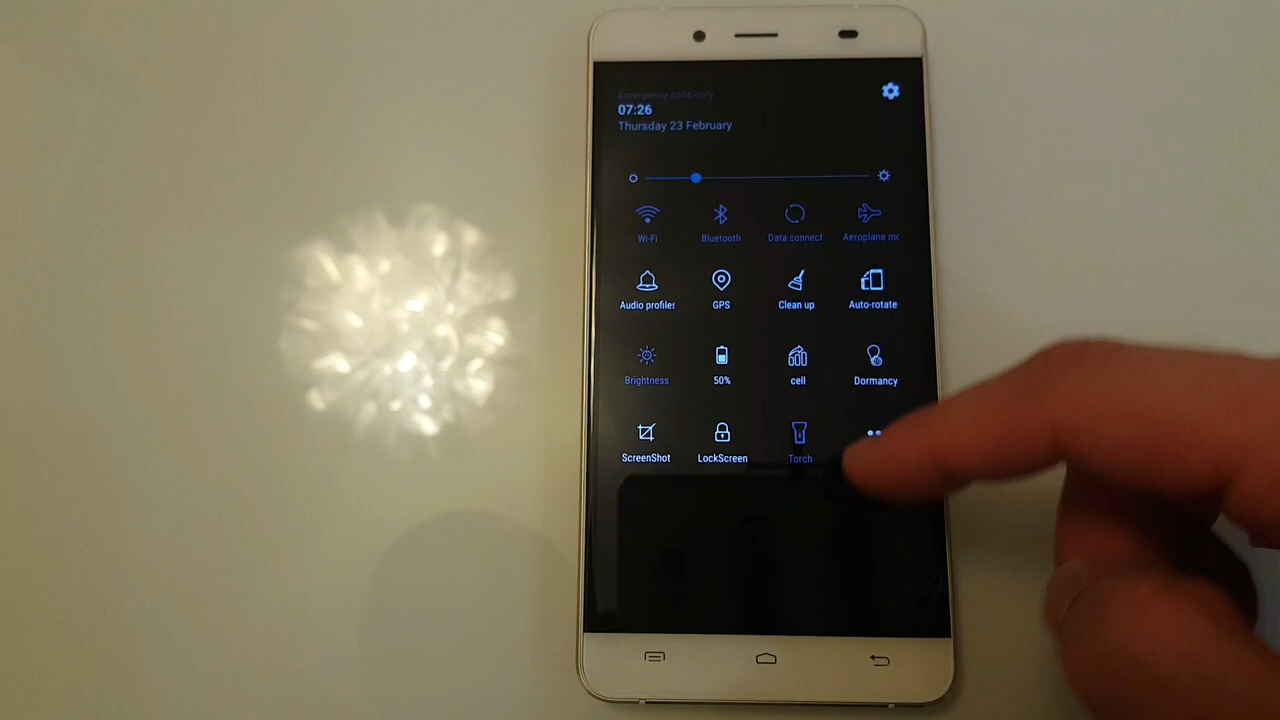 Emergency calls only
07:26
Thursday 23 February
Wi-Fi
Bluetooth
Data connect
Aeroplane mo
Audio profiles
GPS
Clean up
Auto-rotate
Brightness
50%
cell
Dormancy
ScreenShot
LockScreen
Torch